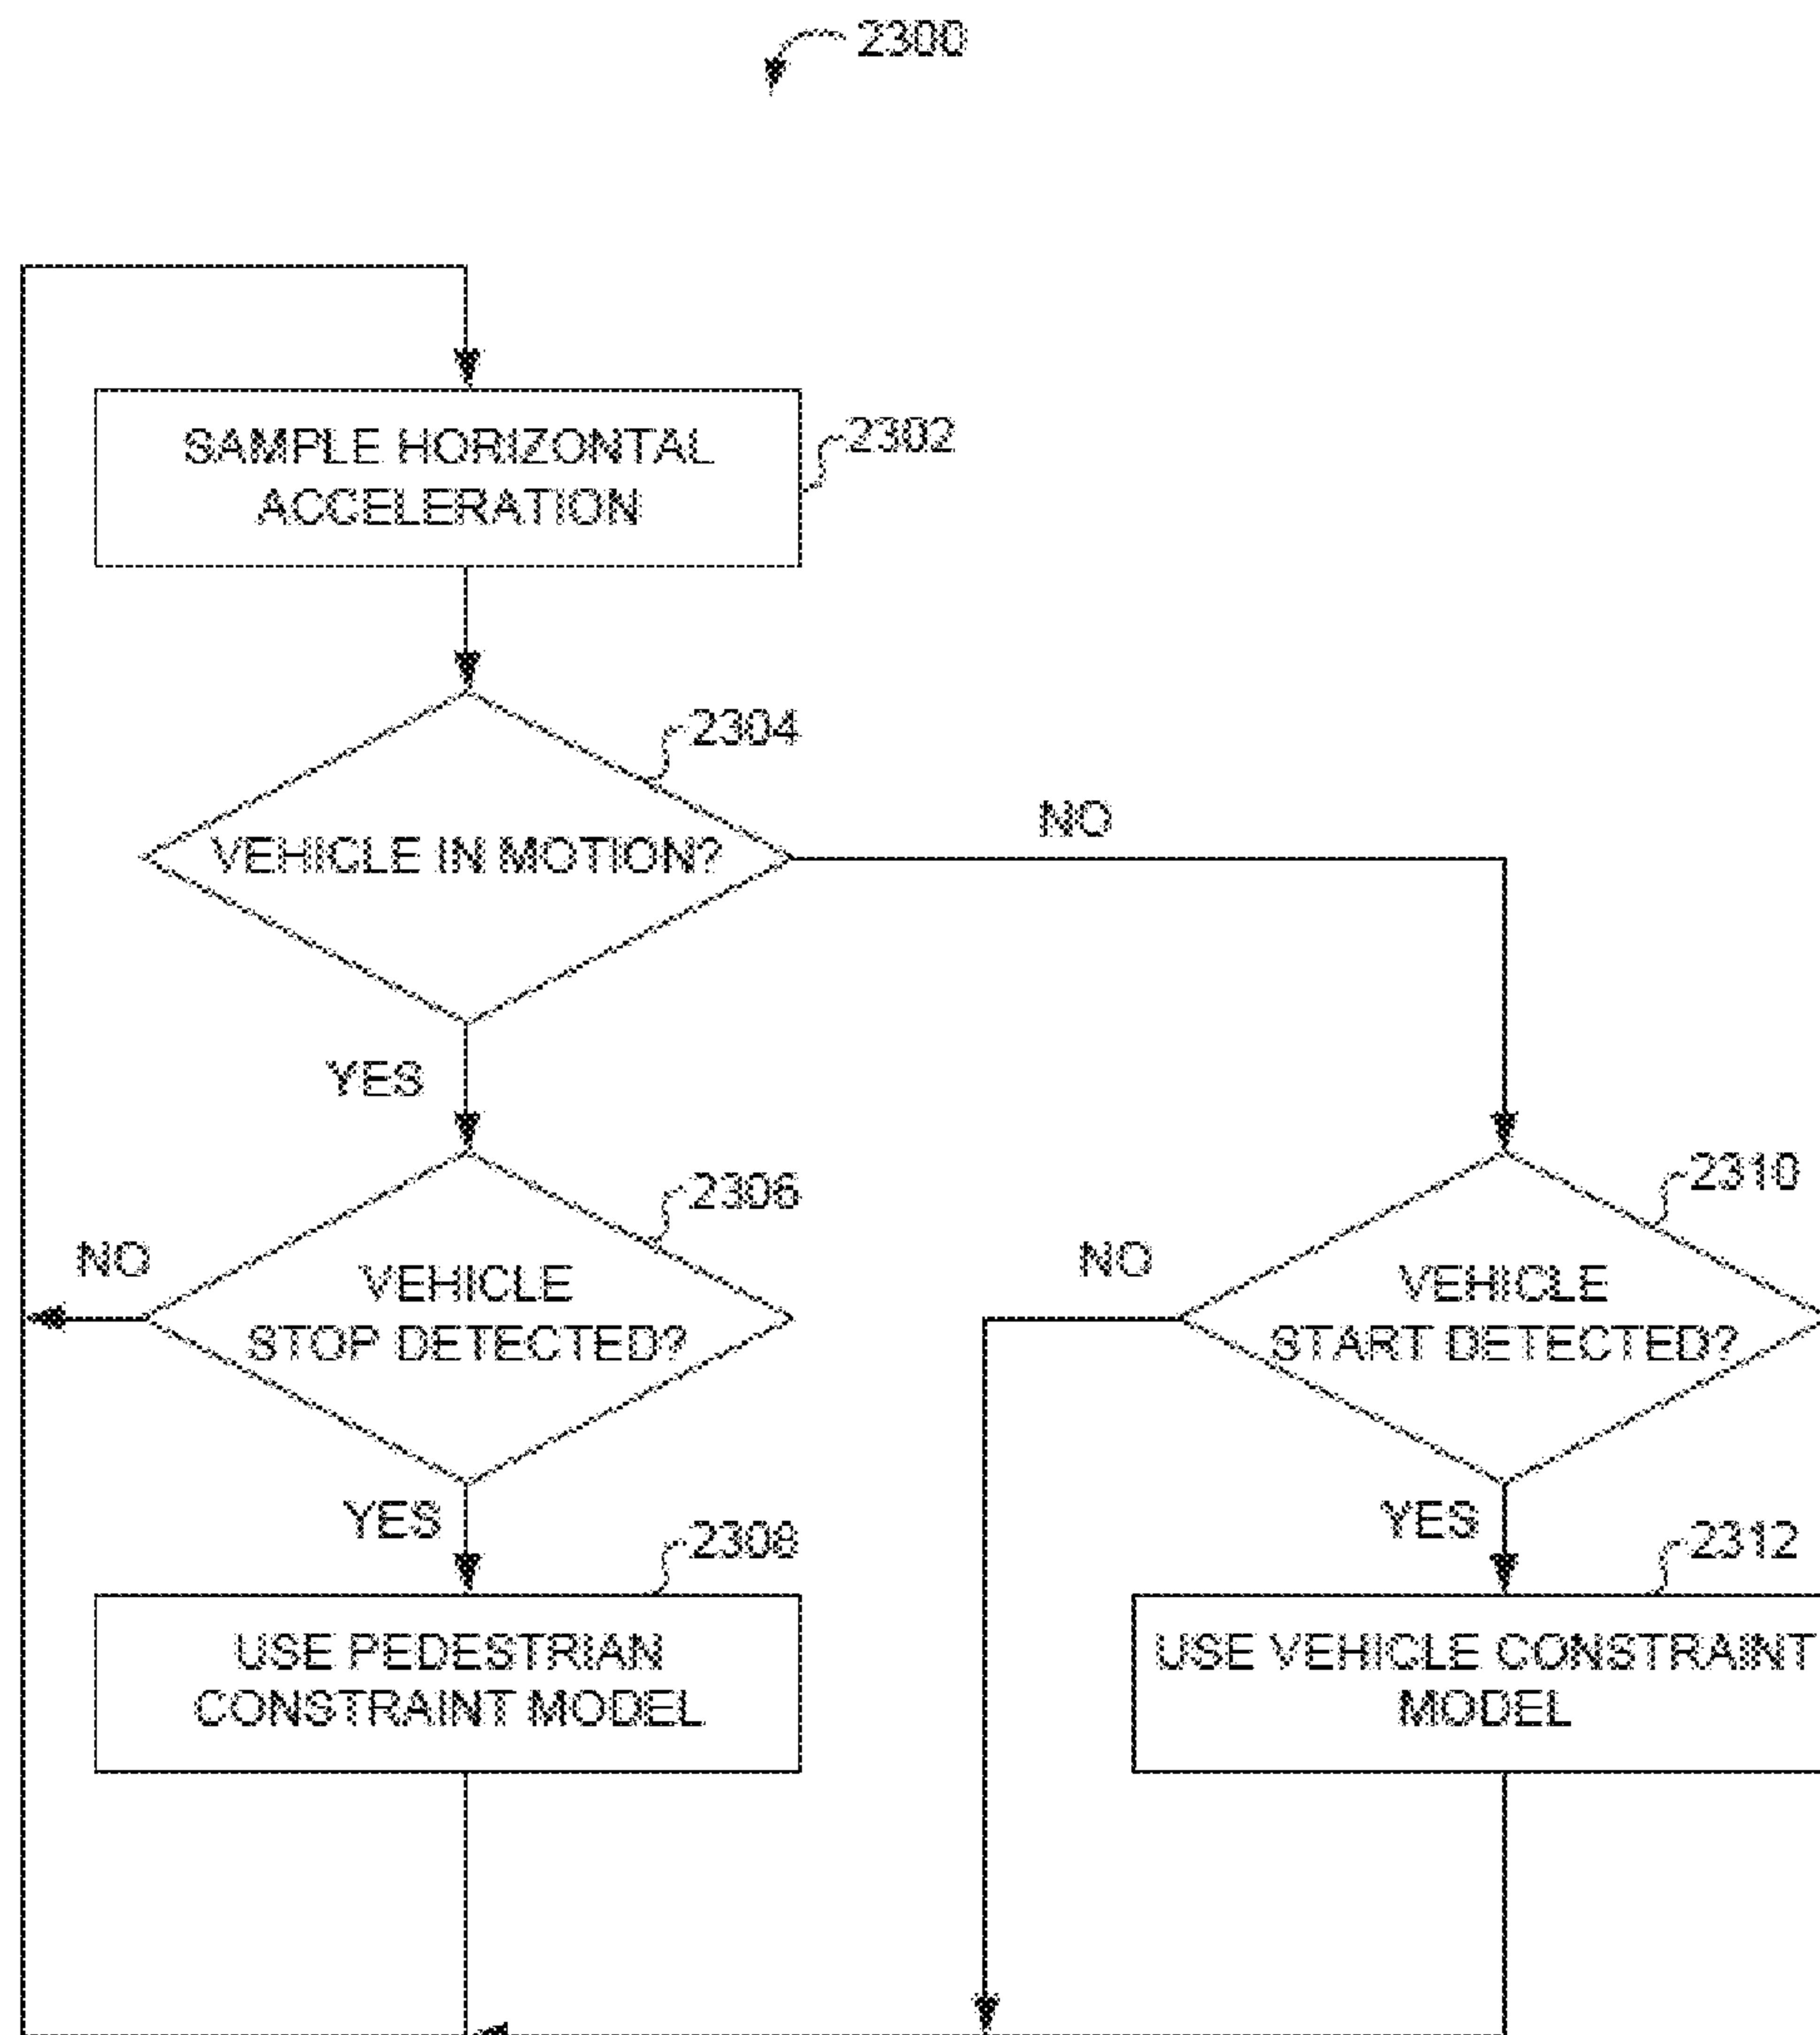 2300
SAMPLE HORIZONTAL
ACCELERATION
2302
2304
VEHICLE IN MOTION?
NO
YES
2306
NO
VEHICLE
STOP DETECTED?
YES
2308
USE PEDESTRIAN
CONSTRAINT MODEL
2310
NO
VEHICLE
START DETECTED?
YES
2312
USE VEHICLE CONSTRAINT
MODEL